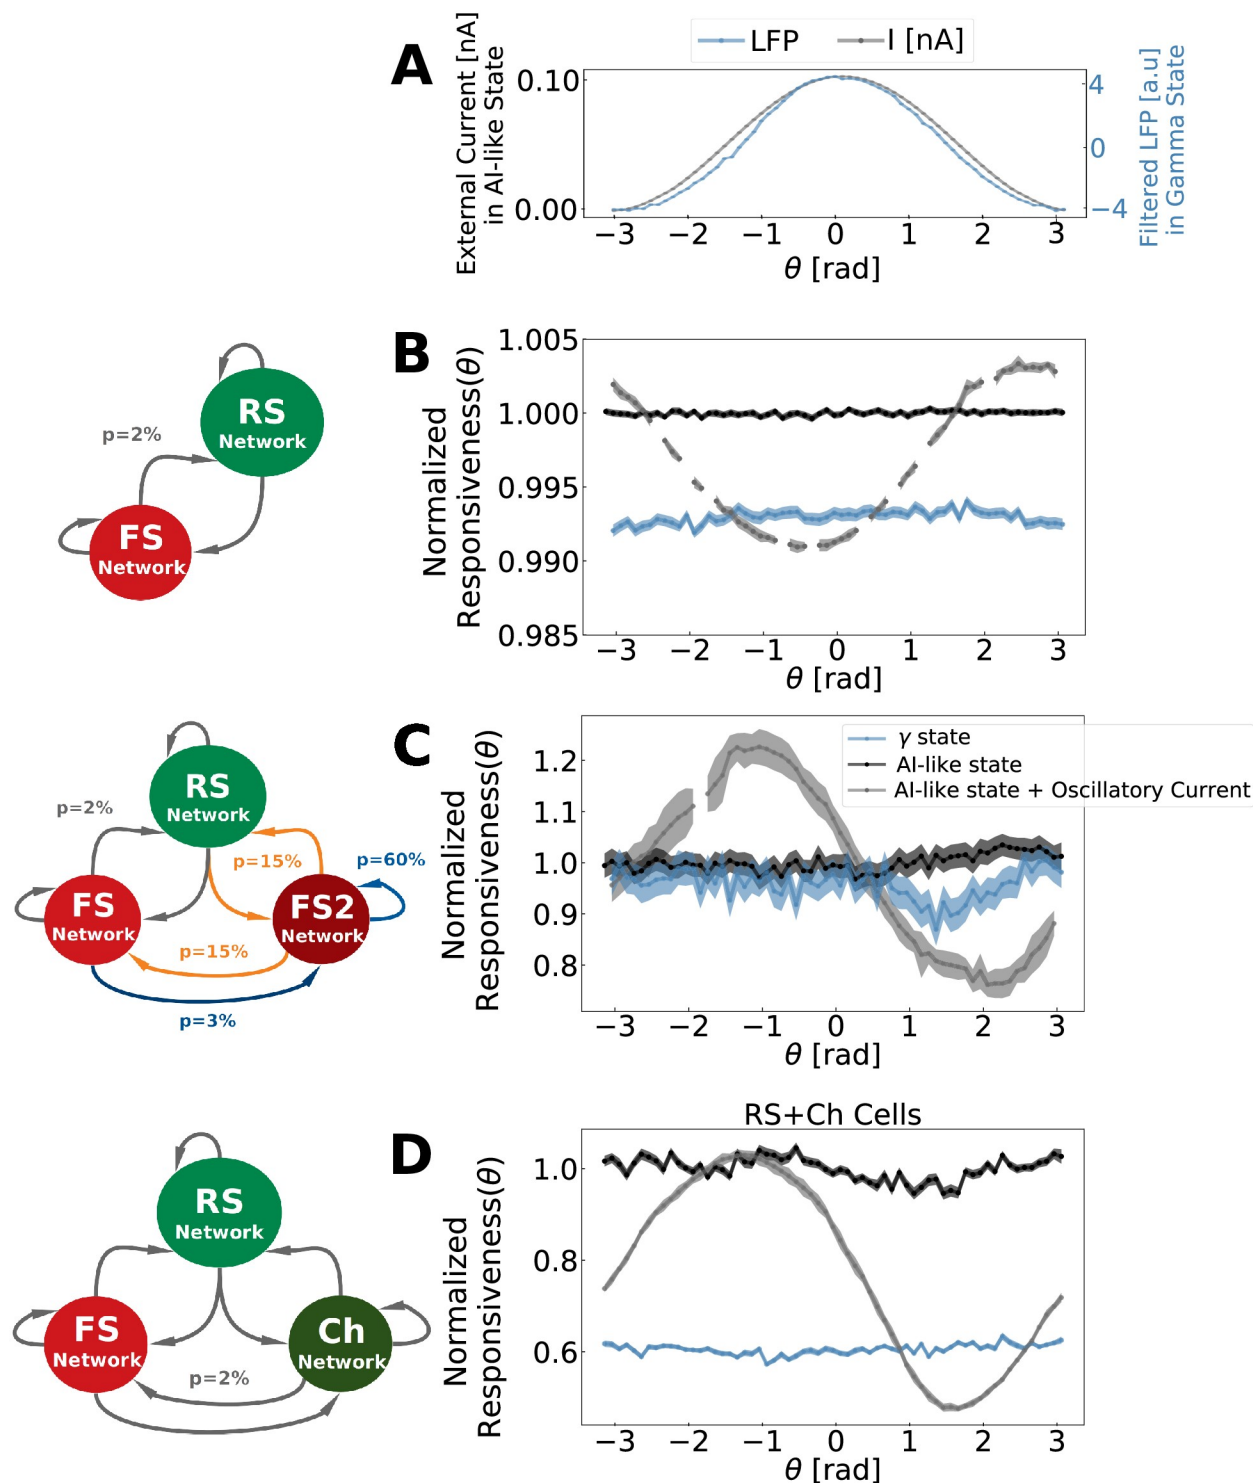 A
LFP
I [nA]
External Current [nA]
in AI-like State
0.10
0.00
4
0
−4
Filtered LFP [a.u]
in Gamma State
−3 −2 −1 0 1 2 3
θ [rad]
RS
Network
p=2%
FS
Network
B
Normalized
Responsiveness(θ)
1.005
1.000
0.995
0.990
0.985
−3 −2 −1 0 1 2 3
θ [rad]
RS
Network
p=2%
p=15%
p=60%
FS
Network
FS2
Network
p=15%
p=3%
C
Normalized
Responsiveness(θ)
1.2
1.1
1.0
0.9
0.8
γ state
AI-like state
AI-like state + Oscillatory Current
−3 −2 −1 0 1 2 3
θ [rad]
RS
Network
FS
Network
Ch
Network
p=2%
D
RS+Ch Cells
Normalized
Responsiveness(θ)
1.0
0.8
0.6
−3 −2 −1 0 1 2 3
θ [rad]